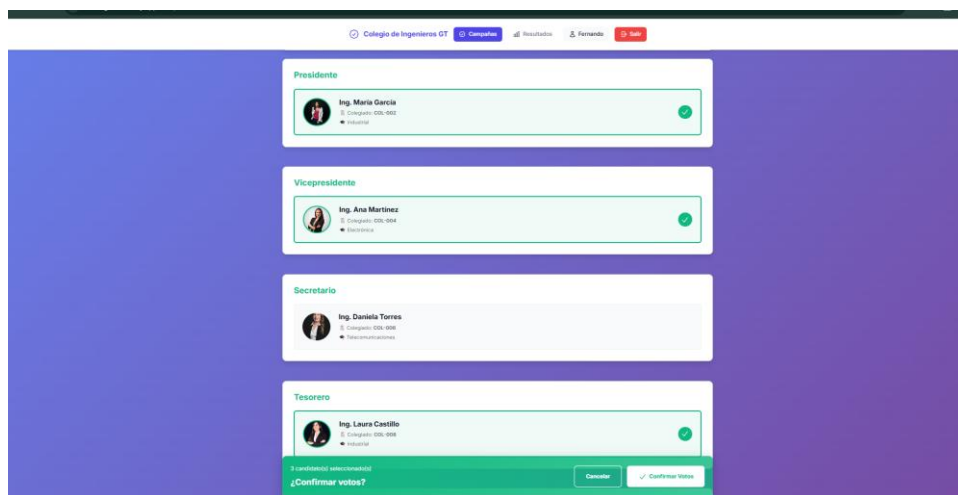 Colegio de Ingenieros GT Campañas Resultados Fernando Salir
Presidente
Ing. María García
Colegiado: COL-002
Industrial
Vicepresidente
Ing. Ana Martínez
Colegiado: COL-004
Electrónica
Secretario
Ing. Daniela Torres
Colegiado: COL-006
Telecomunicaciones
Tesorero
Ing. Laura Castillo
Colegiado: COL-008
Industrial
3 candidato(s) seleccionado(s)
¿Confirmar votos?
Cancelar Confirmar Votos